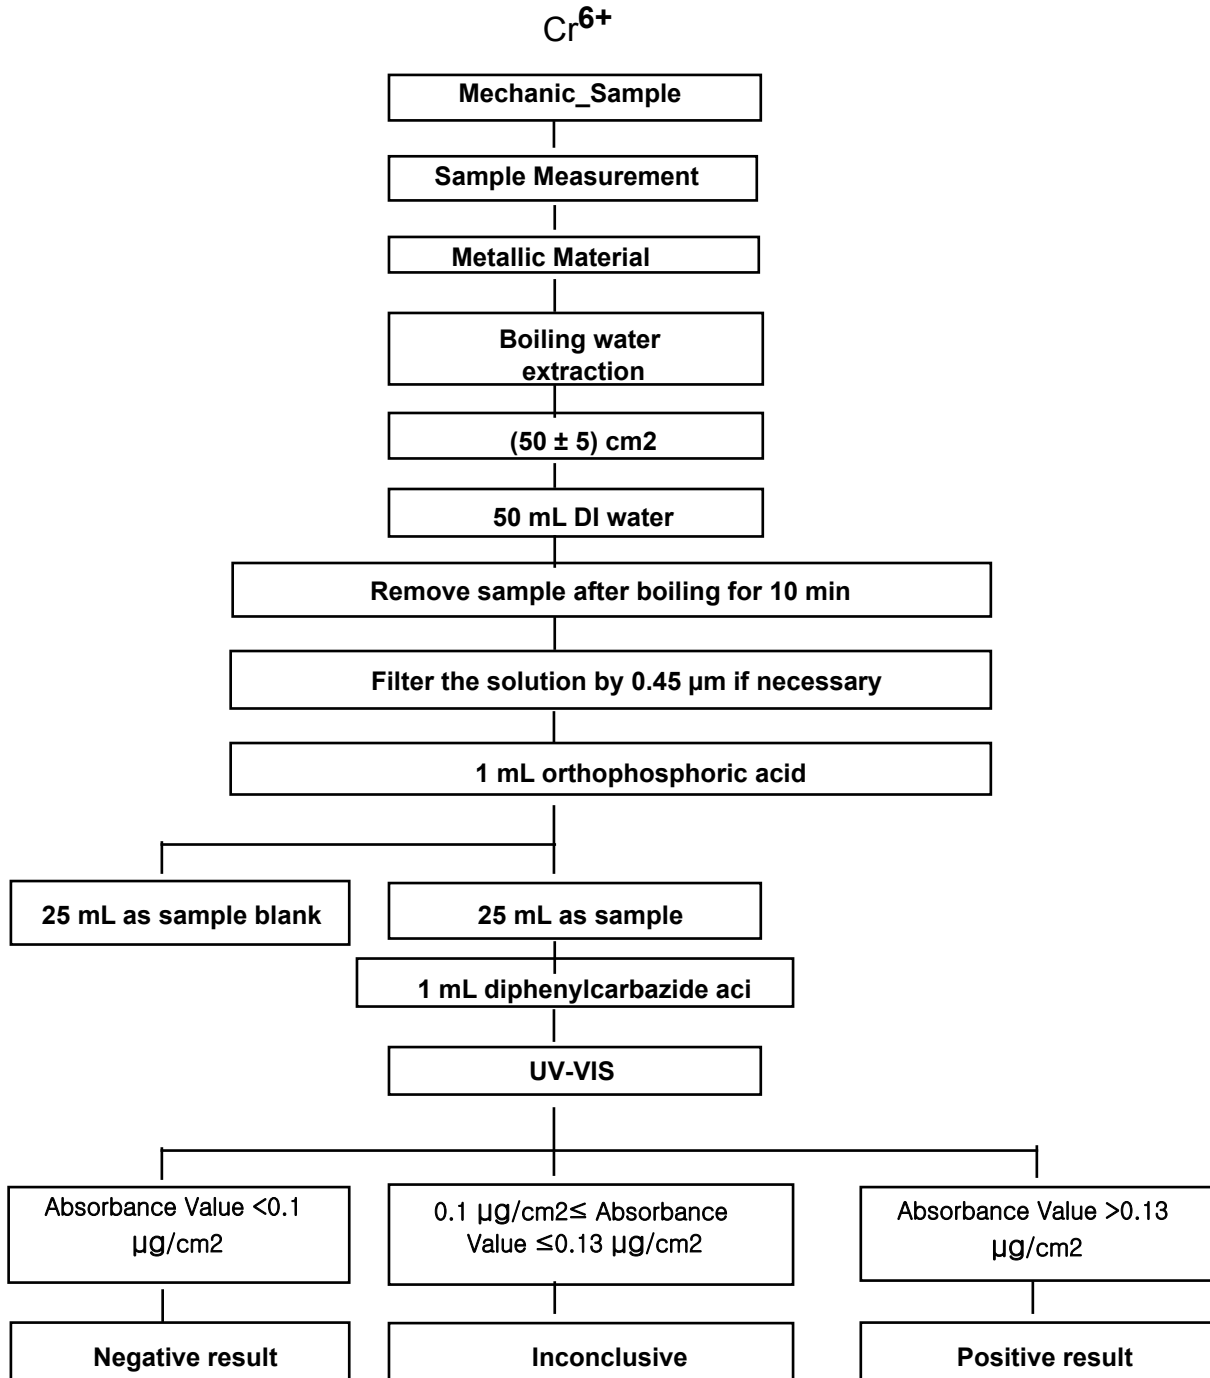 Cr6+
Mechanic_Sample
Sample Measurement
Metallic Material
Boiling water
extraction
(50 ± 5) cm2
50 mL DI water
Remove sample after boiling for 10 min
Filter the solution by 0.45 µm if necessary
1 mL orthophosphoric acid
25 mL as sample blank
25 mL as sample
1 mL diphenylcarbazide aci
UV-VIS
Absorbance Value <0.1
µg/cm2
0.1 µg/cm2≤ Absorbance
Value ≤0.13 µg/cm2
Absorbance Value >0.13
µg/cm2
Negative result
Inconclusive
Positive result